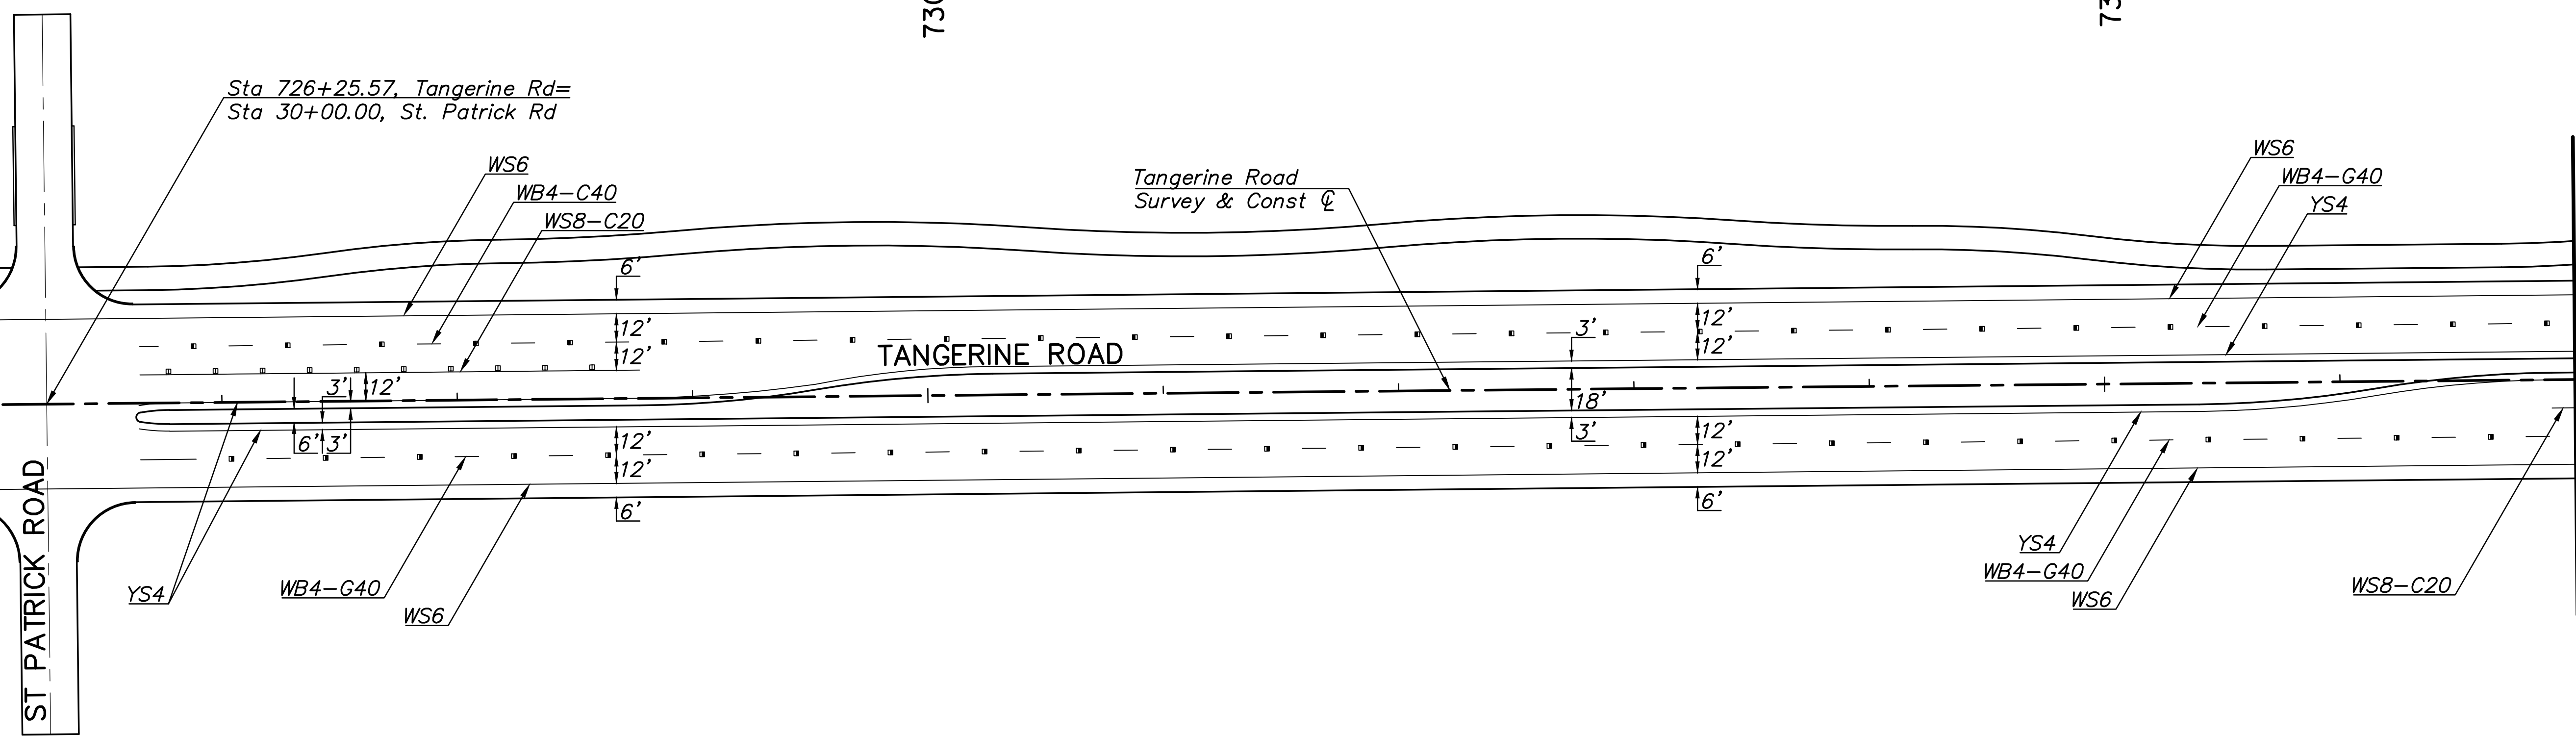 730
73
Sta 726+25.57, Tangerine Rd=
Sta 30+00.00, St. Patrick Rd
WS6
WB4-C40
WS8-C20
Tangerine Road
Survey & Const ℄
WS6
WB4-G40
YS4
6'
6'
12'
12'
12'
12'
3'
TANGERINE ROAD
3'
12'
18'
6'
3'
3'
12'
12'
12'
12'
6'
6'
ST PATRICK ROAD
YS4
WB4-G40
WS6
YS4
WB4-G40
WS6
WS8-C20